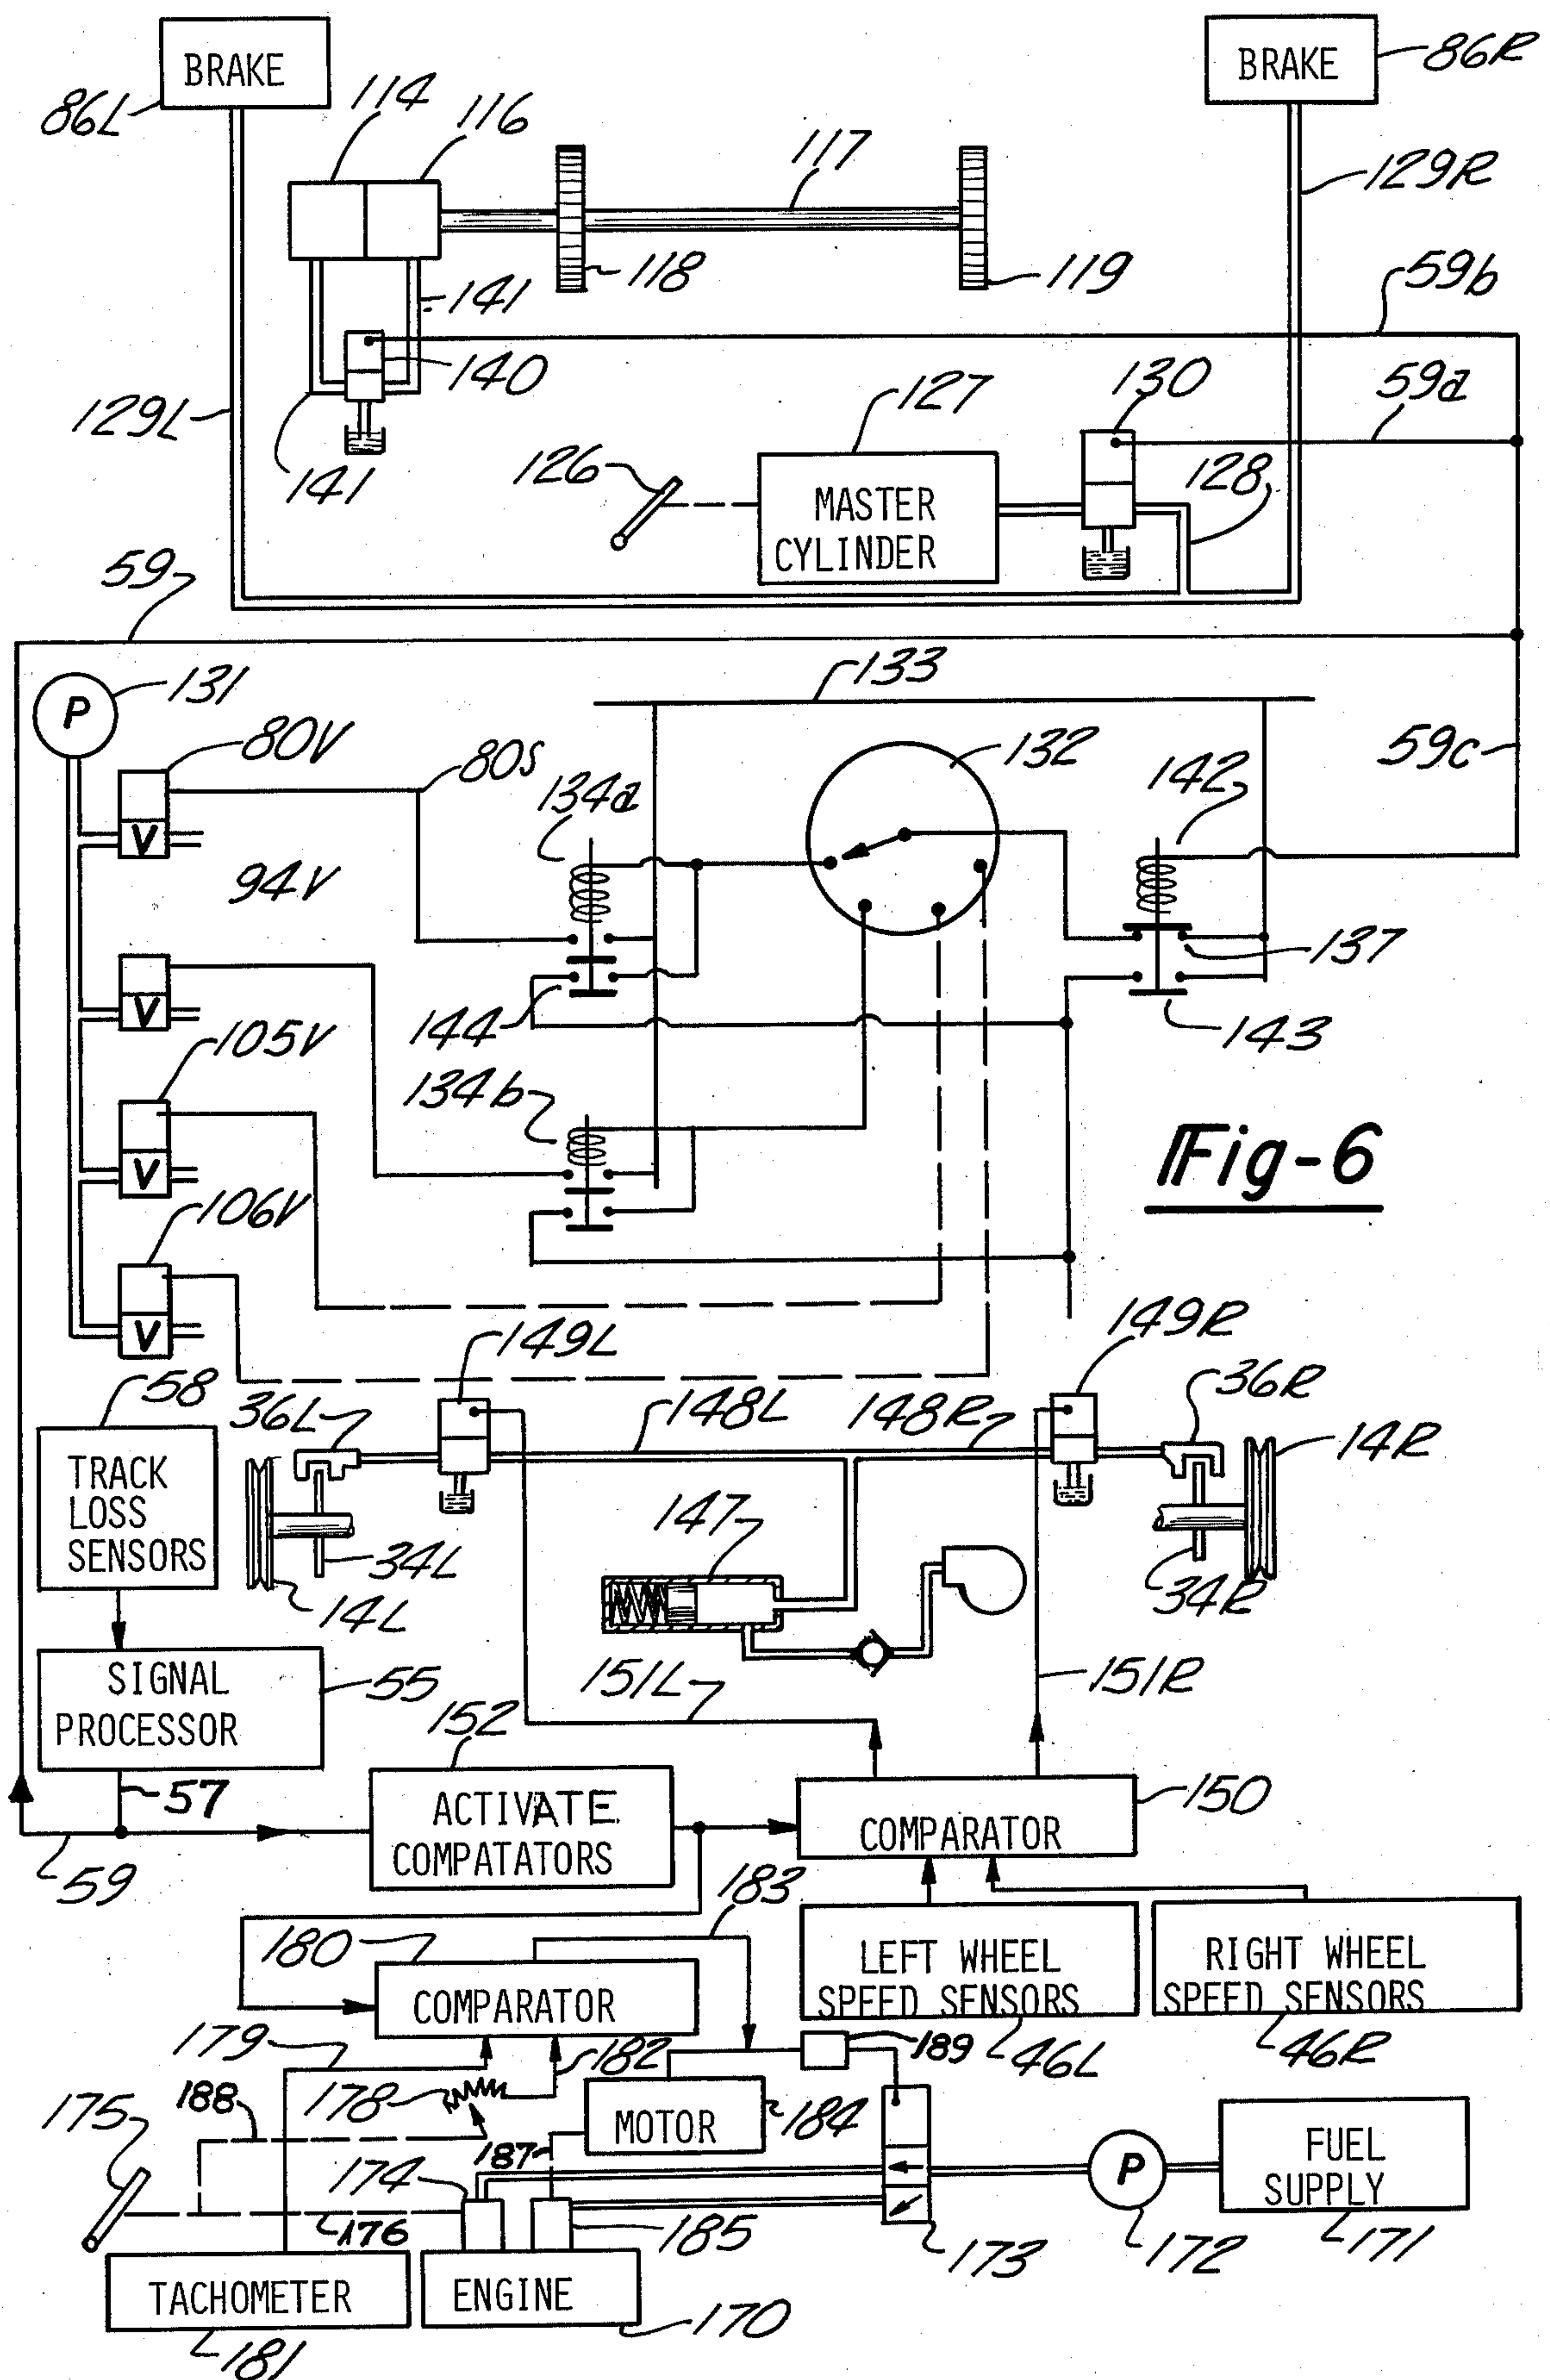 BRAKE
86L
114
116
117
BRAKE
86R
129R
118
119
141
140
59b
129L
141
126
127
130
59a
128
MASTER
CYLINDER
59
P
131
133
80V
80S
134a
132
142
59c
94V
V
137
V
144
143
105V
134b
V
Fig-6
106V
V
58
36L
149L
148L
148R
149R
36R
14R
TRACK
LOSS
SENSORS
34L
14L
147
34R
SIGNAL
PROCESSOR
55
151L
151R
57
152
ACTIVATE
COMPATATORS
COMPARATOR
150
59
183
180
COMPARATOR
LEFT WHEEL
SPEED SENSORS
RIGHT WHEEL
SPEED SENSORS
179
182
189
46L
46R
175
188
178
MOTOR
184
187
174
P
FUEL
SUPPLY
176
185
173
172
171
TACHOMETER
ENGINE
181
170